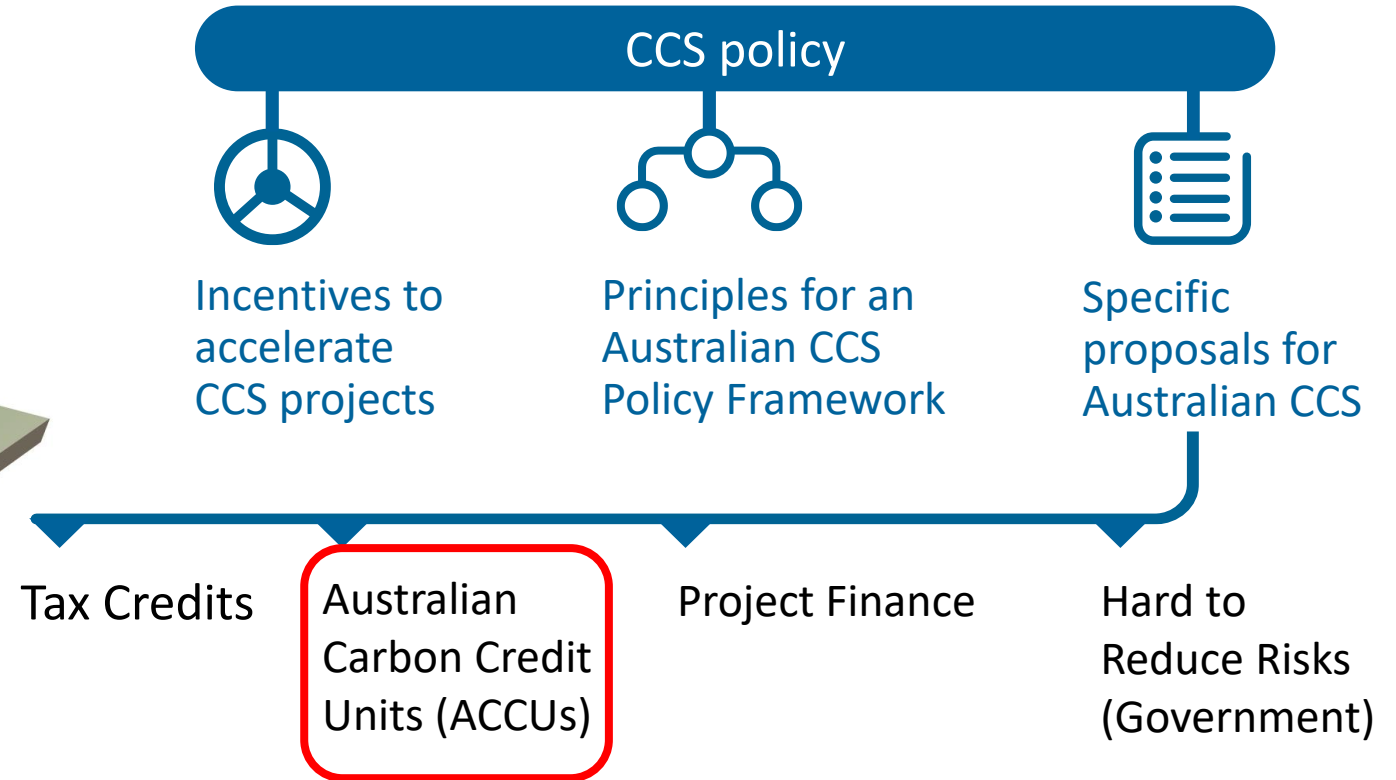 CCS policy
Incentives to
accelerate
CCS projects
Principles for an
Australian CCS
Policy Framework
Specific
proposals for
Australian CCS
Tax Credits
Australian
Carbon Credit
Units (ACCUs)
Project Finance
Hard to
Reduce Risks
(Government)